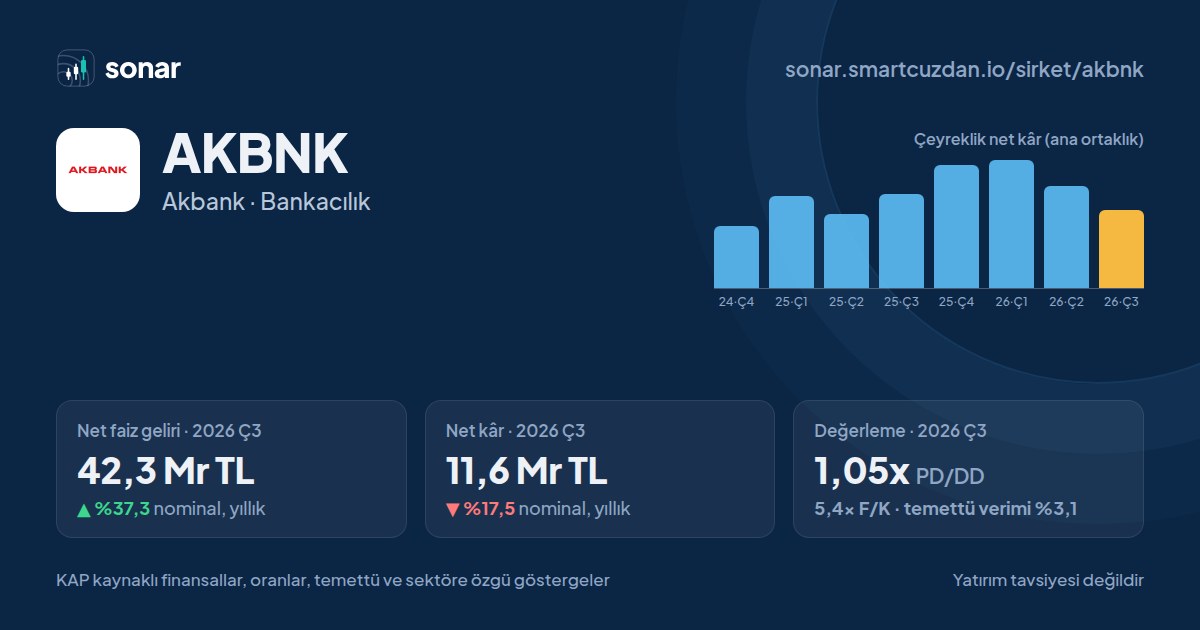 sonar
sonar.smartcuzdan.io/sirket/akbnk
AKBANK
AKBNK
Akbank · Bankacılık
Çeyreklik net kâr (ana ortaklık)
24·Ç4 25·Ç1 25·Ç2 25·Ç3 25·Ç4 26·Ç1 26·Ç2 26·Ç3
Net faiz geliri · 2026 Ç3
42,3 Mr TL
▲ %37,3 nominal, yıllık
Net kâr · 2026 Ç3
11,6 Mr TL
▼ %17,5 nominal, yıllık
Değerleme · 2026 Ç3
1,05x PD/DD
5,4× F/K · temettü verimi %3,1
KAP kaynaklı finansallar, oranlar, temettü ve sektöre özgü göstergeler
Yatırım tavsiyesi değildir